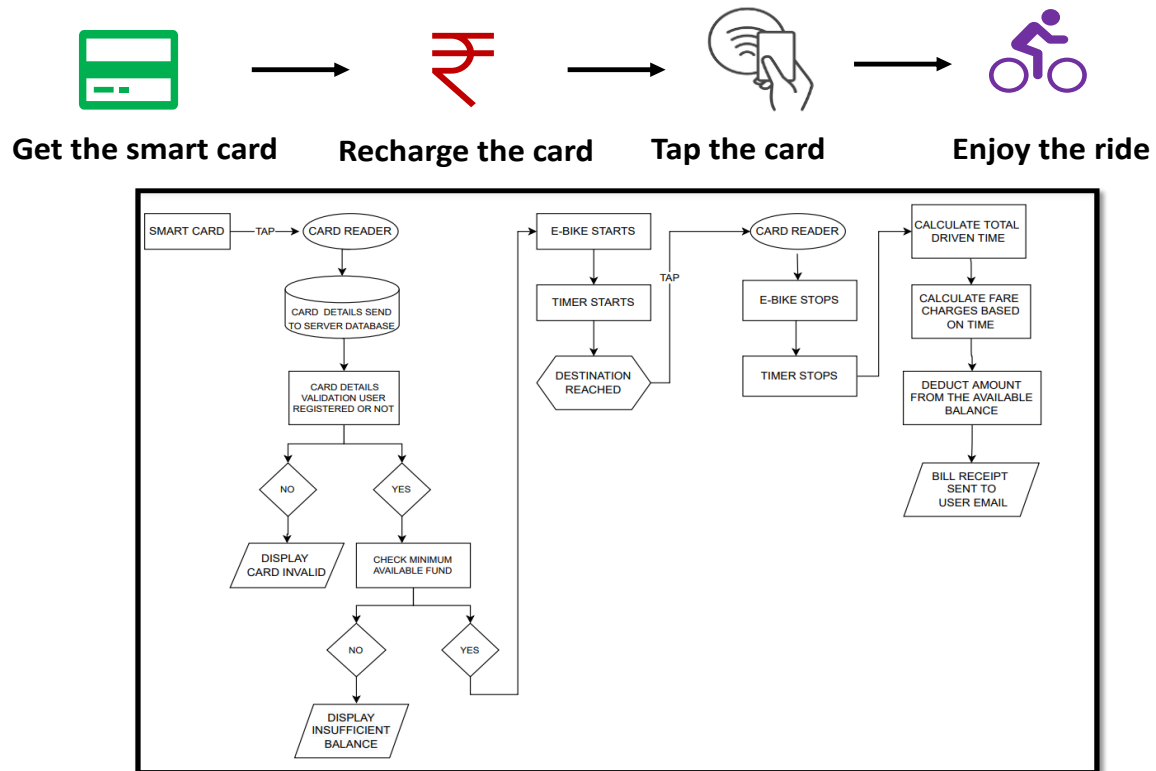 Get the smart card
Recharge the card
Tap the card
Enjoy the ride
SMART CARD
TAP
CARD READER
CARD DETAILS SEND
TO SERVER DATABASE
CARD DETAILS
VALIDATION USER
REGISTERED OR NOT
NO
YES
DISPLAY
CARD INVALID
CHECK MINIMUM
AVAILABLE FUND
NO
YES
DISPLAY
INSUFFICIENT
BALANCE
E-BIKE STARTS
TIMER STARTS
DESTINATION
REACHED
TAP
CARD READER
E-BIKE STOPS
TIMER STOPS
CALCULATE TOTAL
DRIVEN TIME
CALCULATE FARE
CHARGES BASED
ON TIME
DEDUCT AMOUNT
FROM THE AVAILABLE
BALANCE
BILL RECEIPT
SENT TO
USER EMAIL